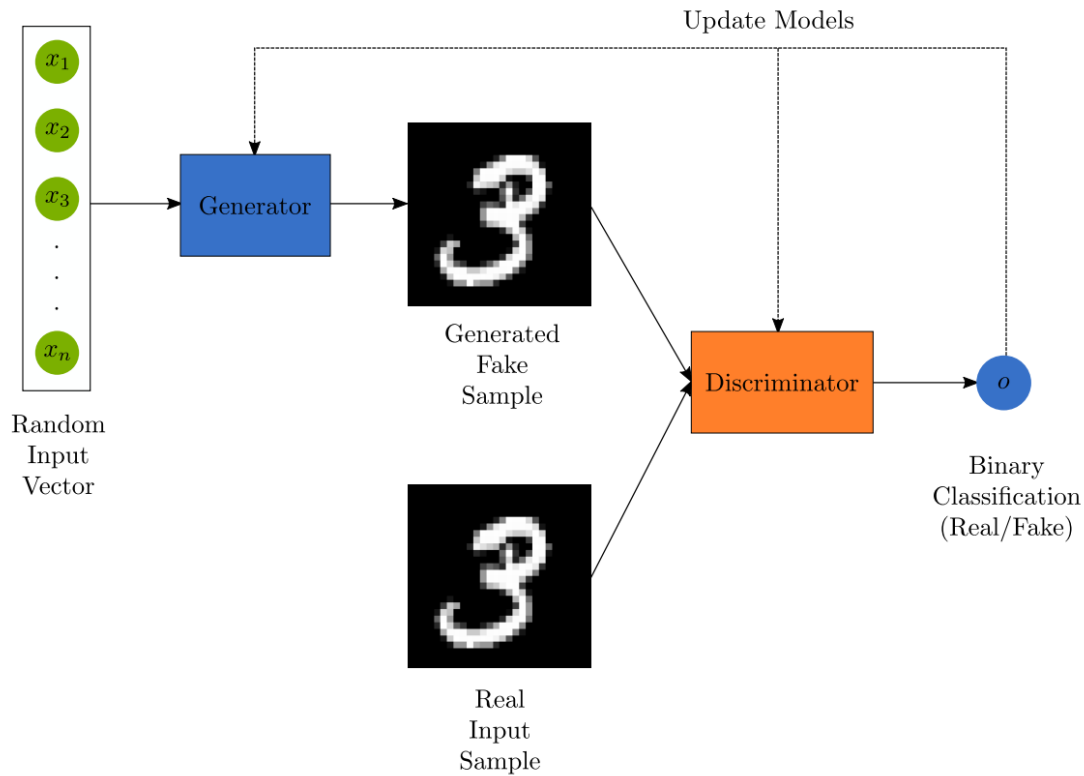 Update Models
x₁
x₂
x₃
.
.
.
xₙ
Random
Input
Vector
Generator
Generated
Fake
Sample
Real
Input
Sample
Discriminator
o
Binary
Classification
(Real/Fake)